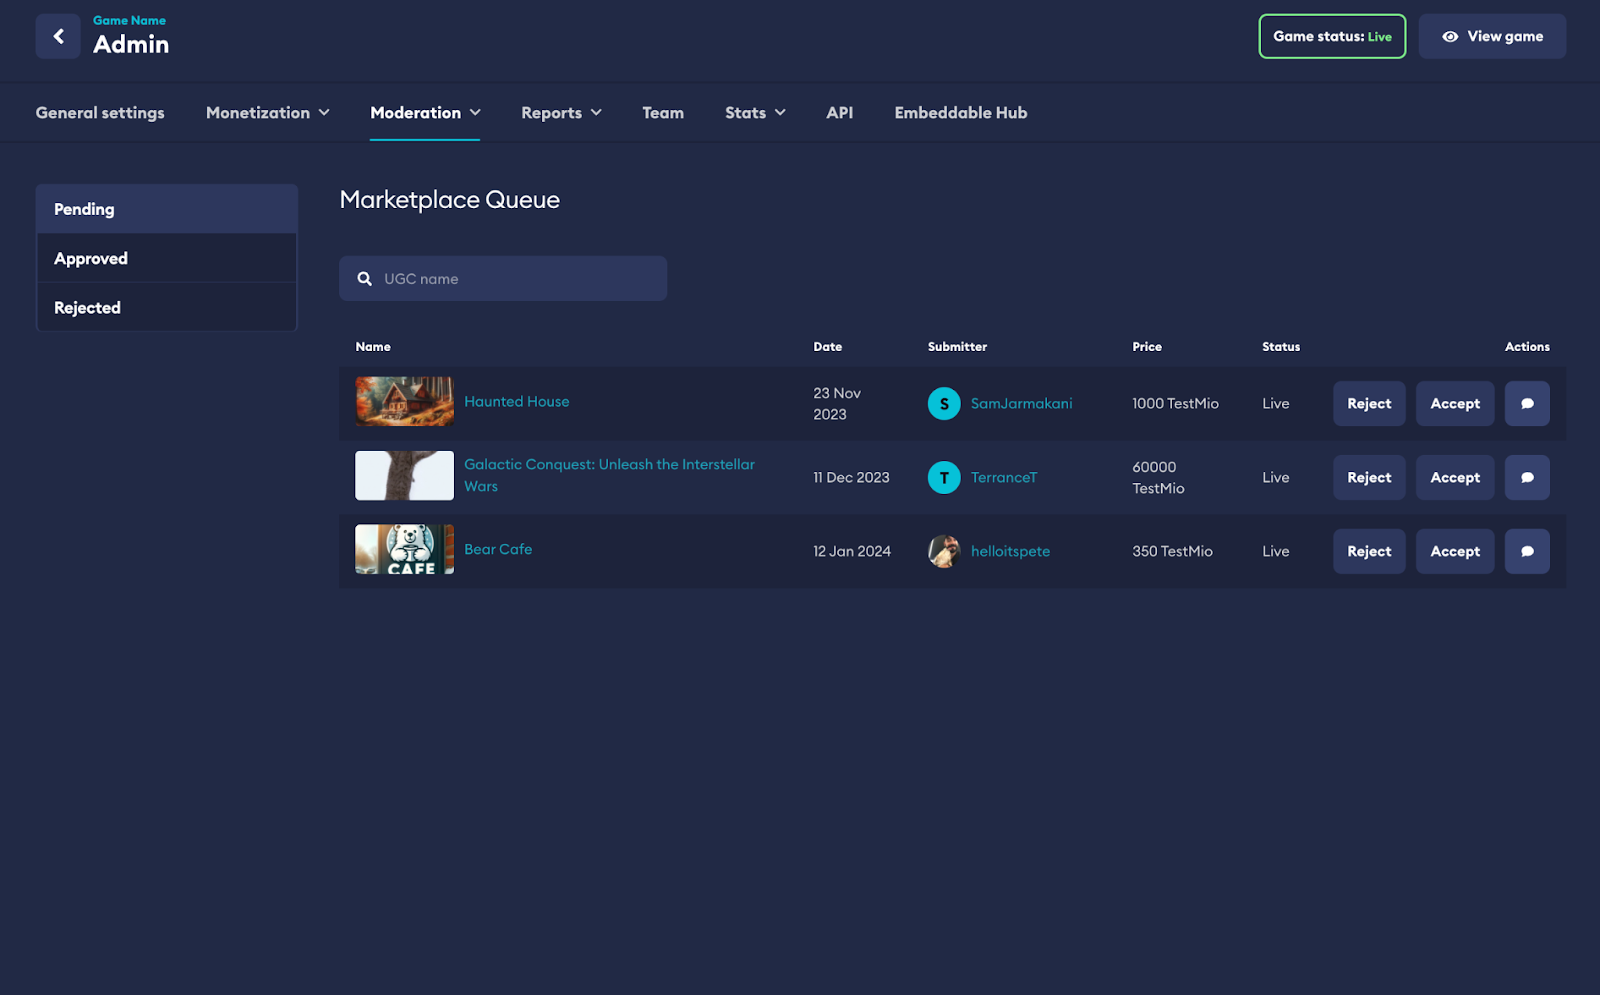 Game Name
Admin
Game status: Live
View game
General settings
Monetization
Moderation
Reports
Team
Stats
API
Embeddable Hub
Pending
Approved
Rejected
Marketplace Queue
UGC name
Name Date Submitter Price Status Actions
Haunted House
23 Nov
2023
S SamJarmakani
1000 TestMio
Live
Reject
Accept
Galactic Conquest: Unleash the Interstellar
Wars
11 Dec 2023
T TerranceT
60000
TestMio
Live
Reject
Accept
CAFE
Bear Cafe
12 Jan 2024
helloitspete
350 TestMio
Live
Reject
Accept